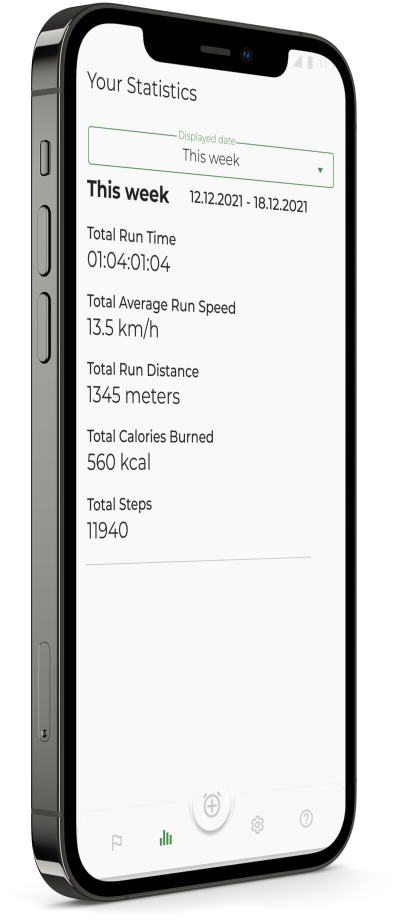 Your Statistics
Displayed date
This week
This week 12.12.2021 - 18.12.2021
Total Run Time
01:04:01:04
Total Average Run Speed
13.5 km/h
Total Run Distance
1345 meters
Total Calories Burned
560 kcal
Total Steps
11940